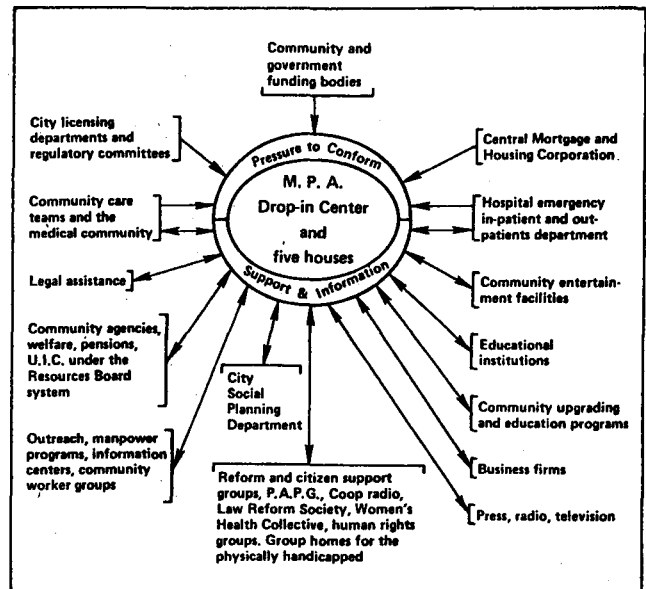 Community and
government
funding bodies
City licensing
departments and
regulatory committees
Central Mortgage and
Housing Corporation
Pressure to Conform
M. P. A.
Drop-in Center
and
five houses
Support & Information
Community care
teams and the
medical community
Hospital emergency
in-patient and out-
patients department
Legal assistance
Community entertain-
ment facilities
Community agencies,
welfare, pensions,
U.I.C. under the
Resources Board
system
Educational
institutions
City
Social
Planning
Department
Community upgrading
and education programs
Outreach, manpower
programs, information
centers, community
worker groups
Business firms
Reform and citizen support
groups, P.A.P.G., Coop radio,
Law Reform Society, Women's
Health Collective, human rights
groups. Group homes for the
physically handicapped
Press, radio, television